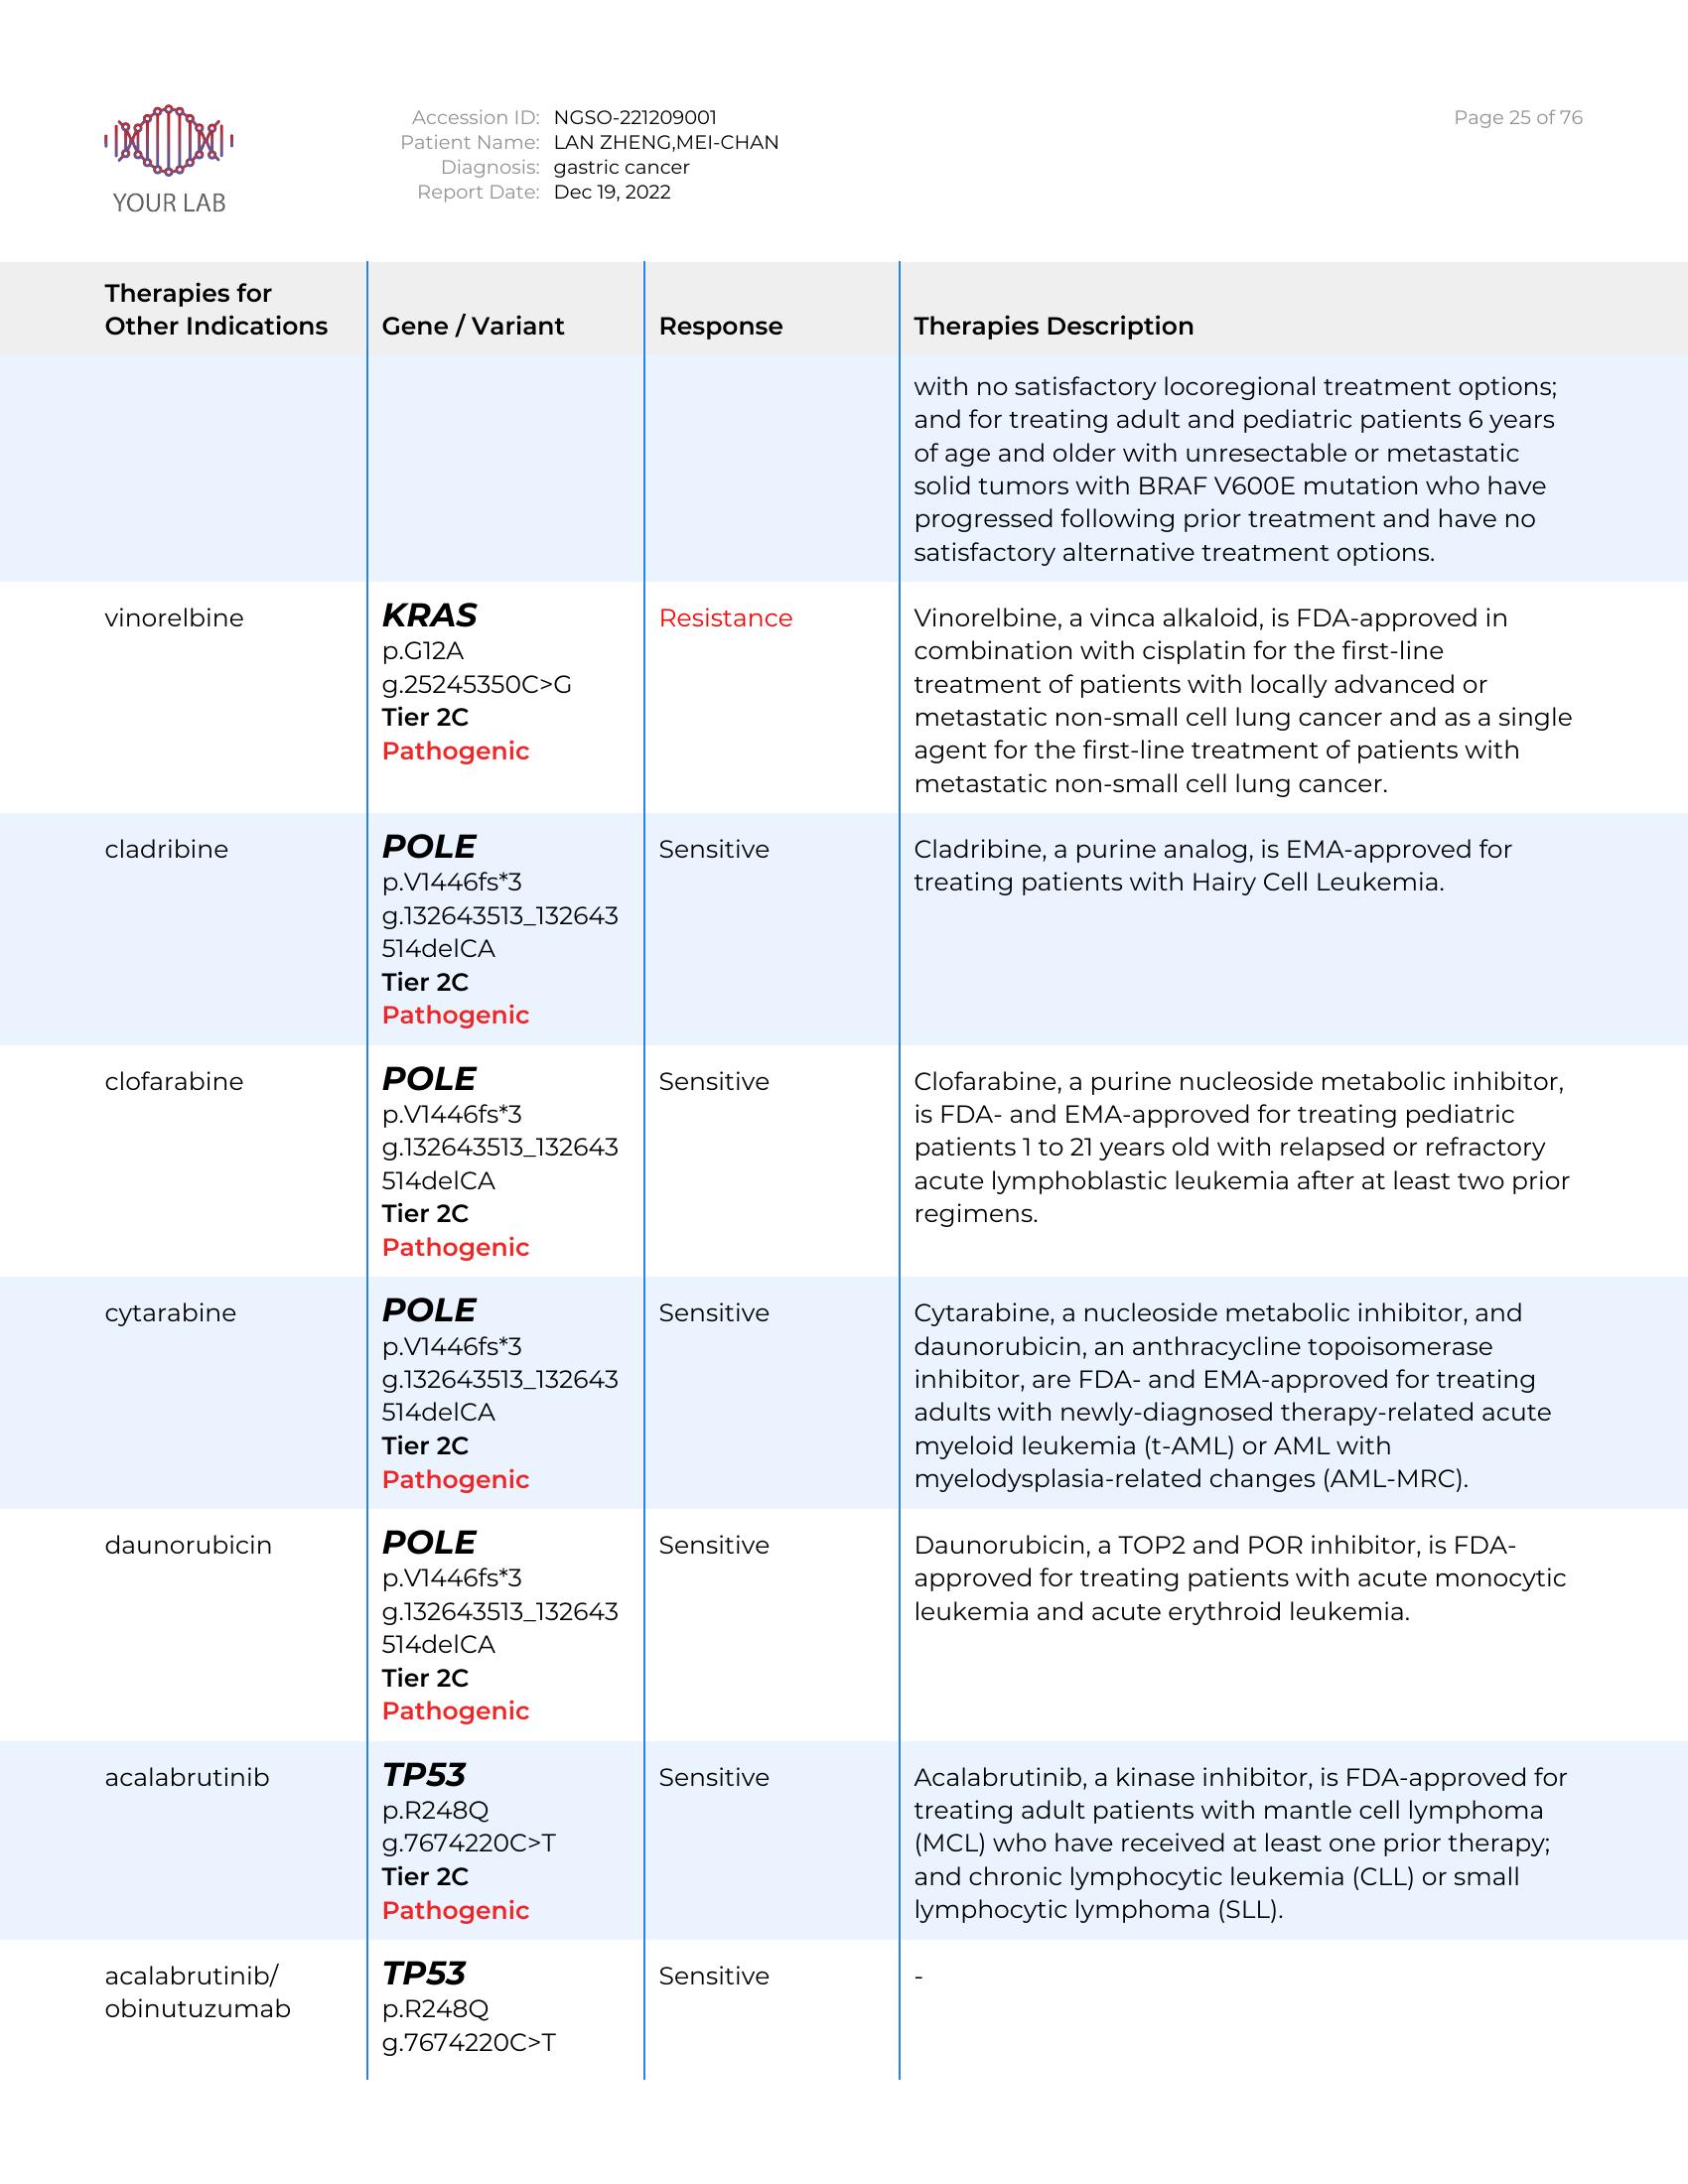 YOUR LAB
Accession ID: NGSO-221209001
Patient Name: LAN ZHENG,MEI-CHAN
Diagnosis: gastric cancer
Report Date: Dec 19, 2022
Page 25 of 76
Therapies for
Other Indications
Gene / Variant
Response
Therapies Description
with no satisfactory locoregional treatment options;
and for treating adult and pediatric patients 6 years
of age and older with unresectable or metastatic
solid tumors with BRAF V600E mutation who have
progressed following prior treatment and have no
satisfactory alternative treatment options.
vinorelbine
KRAS
p.G12A
g.25245350C>G
Tier 2C
Pathogenic
Resistance
Vinorelbine, a vinca alkaloid, is FDA-approved in
combination with cisplatin for the first-line
treatment of patients with locally advanced or
metastatic non-small cell lung cancer and as a single
agent for the first-line treatment of patients with
metastatic non-small cell lung cancer.
cladribine
POLE
p.V1446fs*3
g.132643513_132643
514delCA
Tier 2C
Pathogenic
Sensitive
Cladribine, a purine analog, is EMA-approved for
treating patients with Hairy Cell Leukemia.
clofarabine
POLE
p.V1446fs*3
g.132643513_132643
514delCA
Tier 2C
Pathogenic
Sensitive
Clofarabine, a purine nucleoside metabolic inhibitor,
is FDA- and EMA-approved for treating pediatric
patients 1 to 21 years old with relapsed or refractory
acute lymphoblastic leukemia after at least two prior
regimens.
cytarabine
POLE
p.V1446fs*3
g.132643513_132643
514delCA
Tier 2C
Pathogenic
Sensitive
Cytarabine, a nucleoside metabolic inhibitor, and
daunorubicin, an anthracycline topoisomerase
inhibitor, are FDA- and EMA-approved for treating
adults with newly-diagnosed therapy-related acute
myeloid leukemia (t-AML) or AML with
myelodysplasia-related changes (AML-MRC).
daunorubicin
POLE
p.V1446fs*3
g.132643513_132643
514delCA
Tier 2C
Pathogenic
Sensitive
Daunorubicin, a TOP2 and POR inhibitor, is FDA-
approved for treating patients with acute monocytic
leukemia and acute erythroid leukemia.
acalabrutinib
TP53
p.R248Q
g.7674220C>T
Tier 2C
Pathogenic
Sensitive
Acalabrutinib, a kinase inhibitor, is FDA-approved for
treating adult patients with mantle cell lymphoma
(MCL) who have received at least one prior therapy;
and chronic lymphocytic leukemia (CLL) or small
lymphocytic lymphoma (SLL).
acalabrutinib/
obinutuzumab
TP53
p.R248Q
g.7674220C>T
Sensitive
-